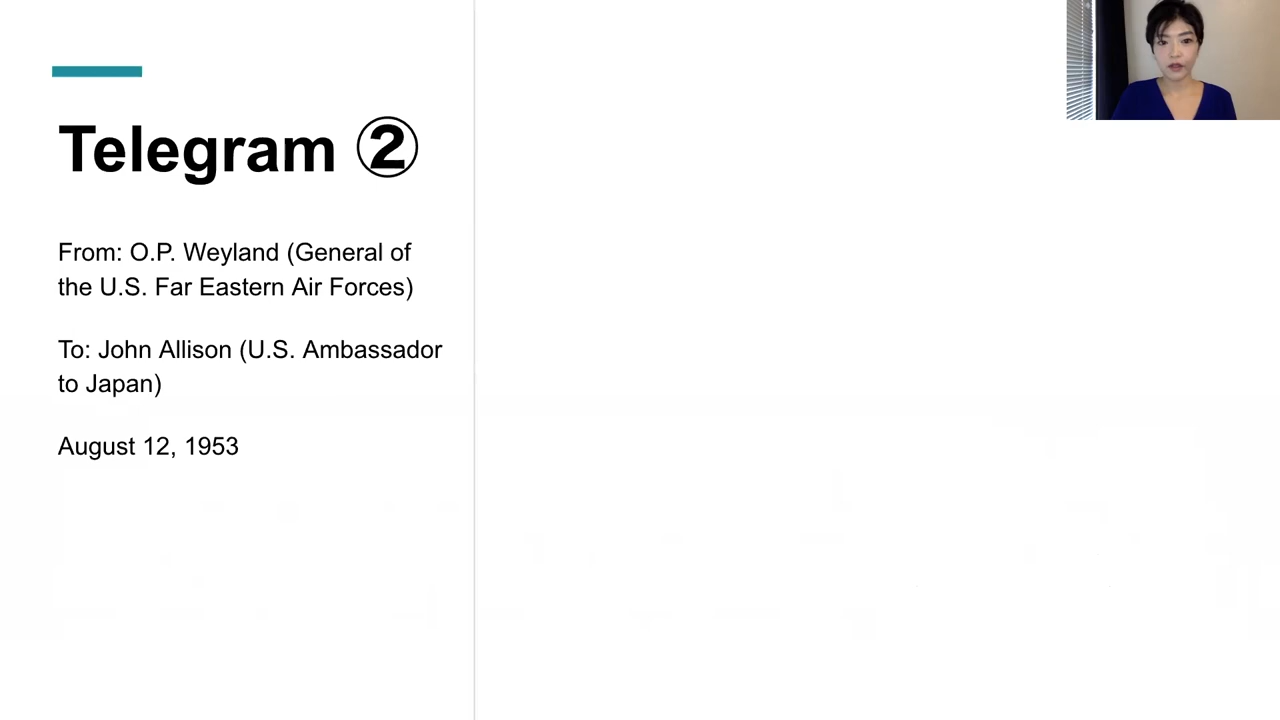 Telegram ②
From: O.P. Weyland (General of
the U.S. Far Eastern Air Forces)
To: John Allison (U.S. Ambassador
to Japan)
August 12, 1953